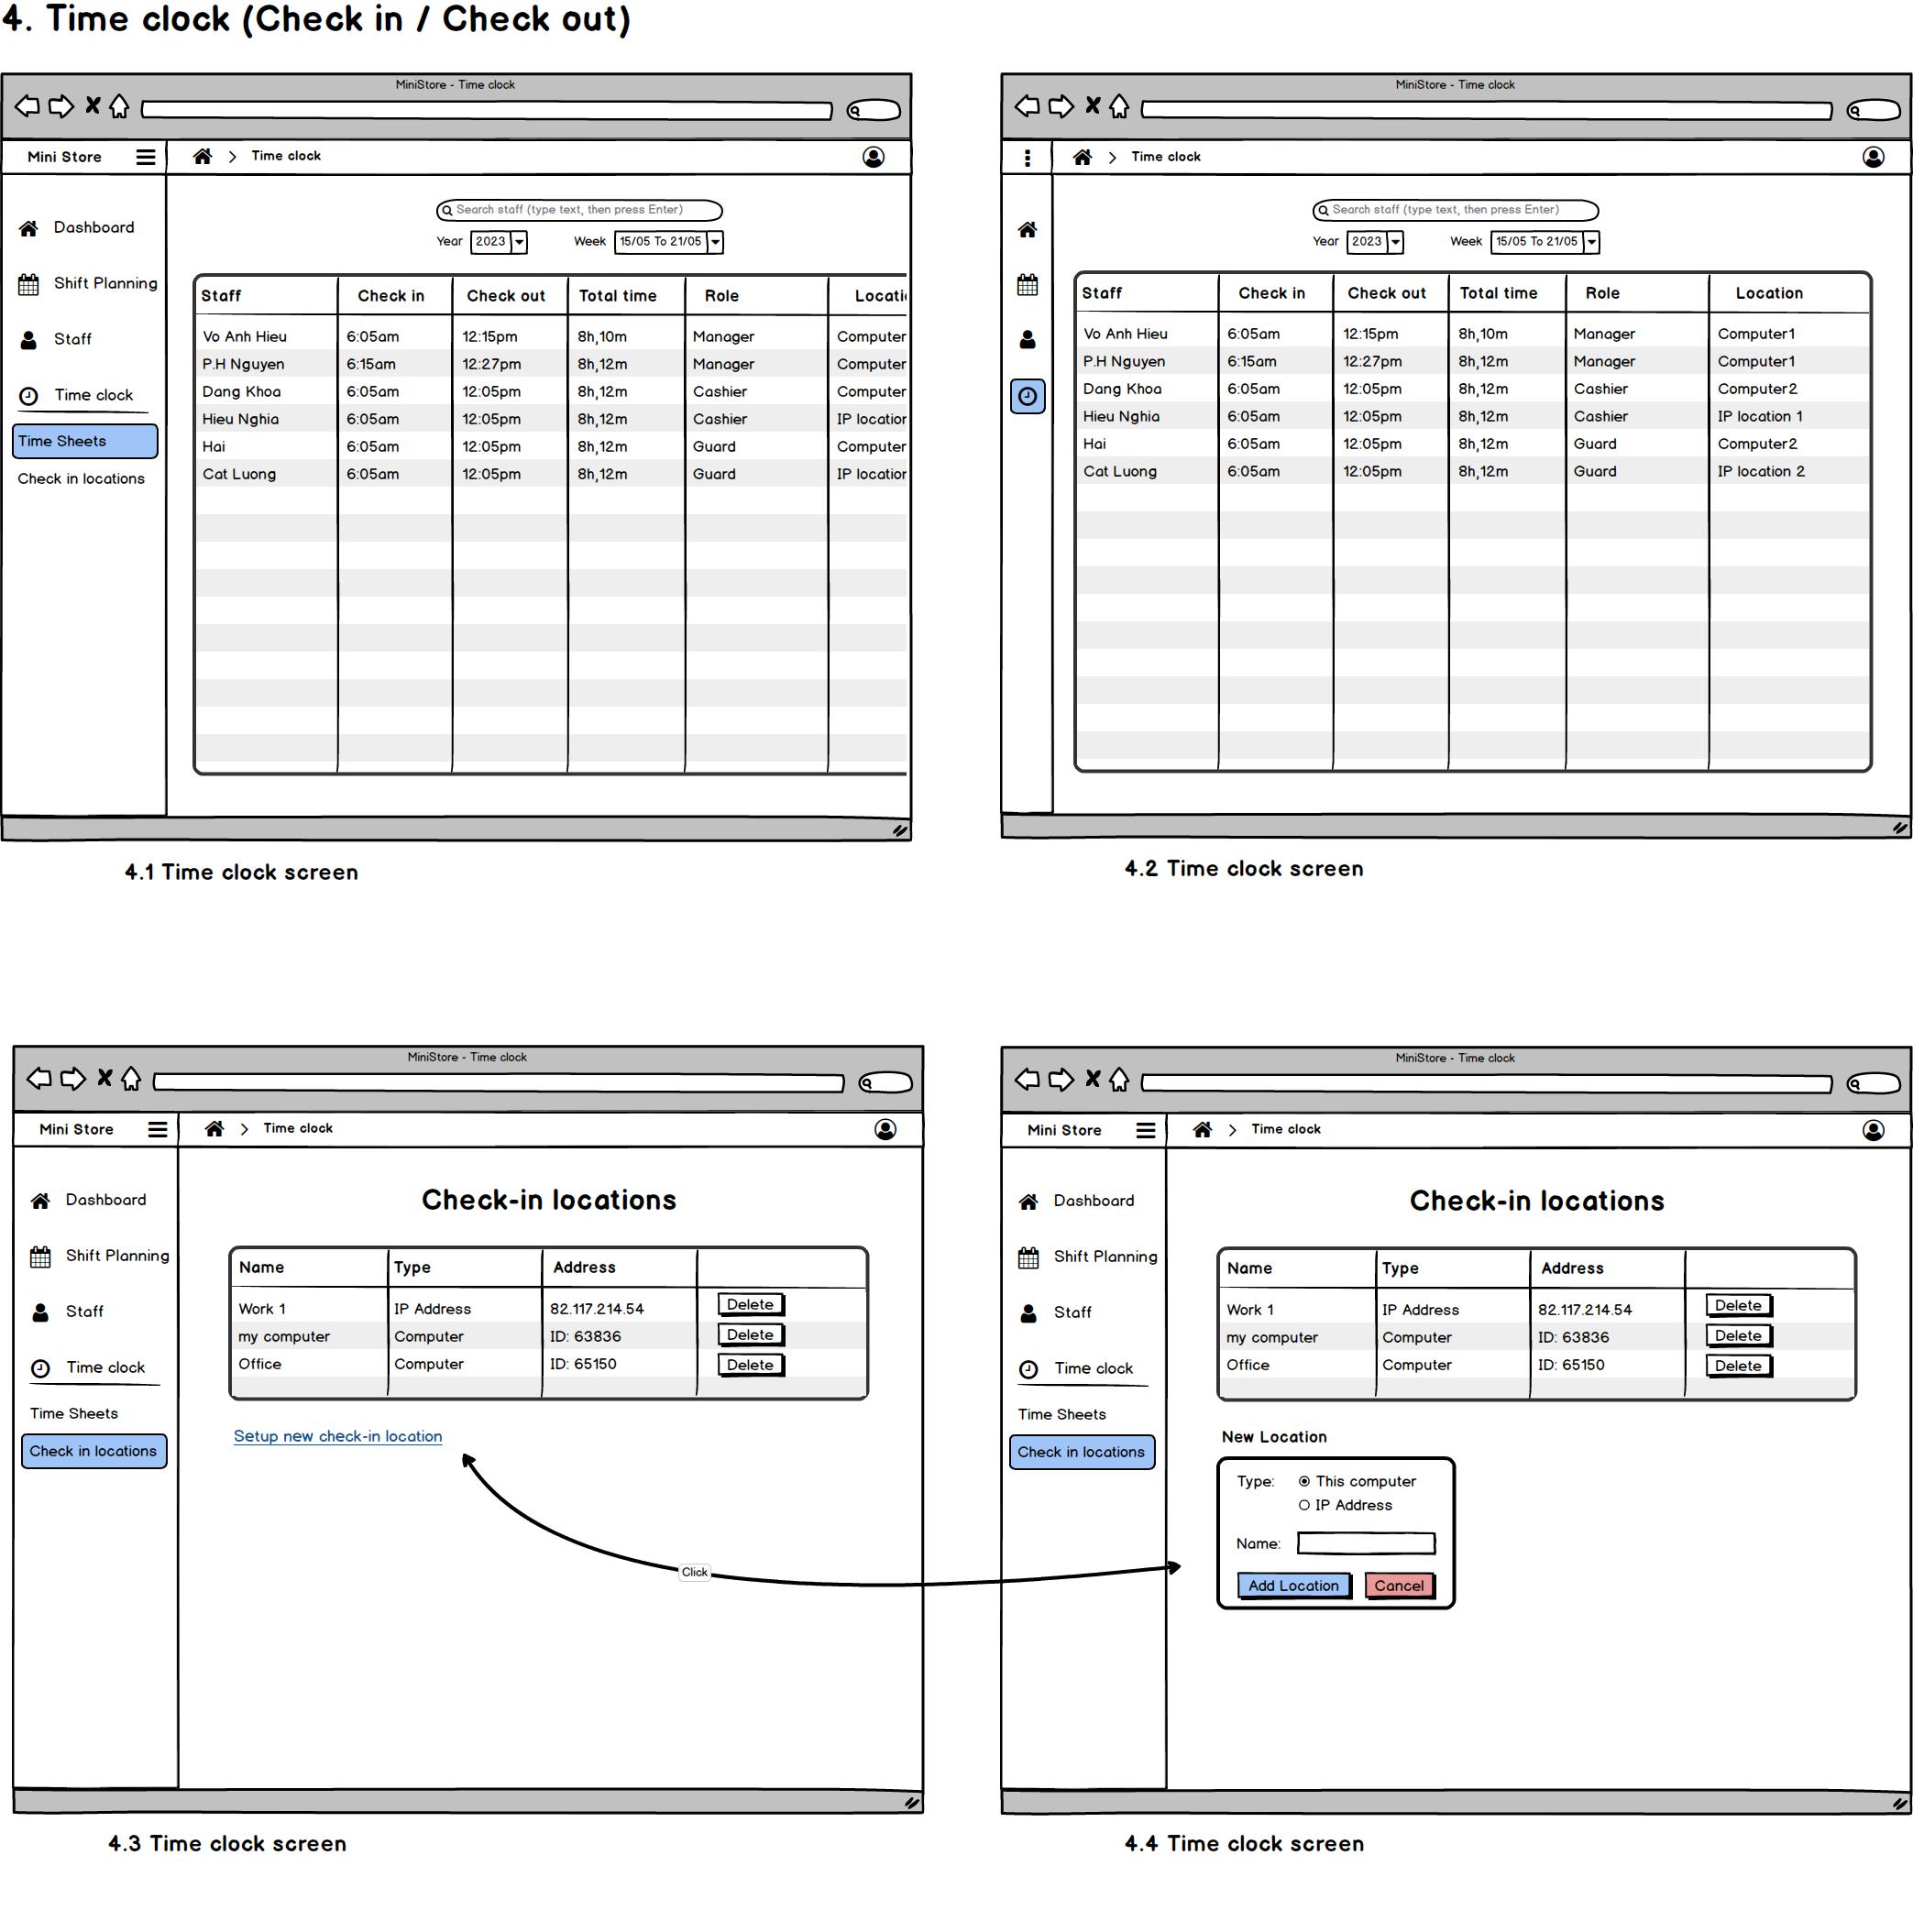 4. Time clock (Check in / Check out)
MiniStore - Time clock
Mini Store
Time clock
Dashboard
Shift Planning
Staff
Time clock
Time Sheets
Check in locations
Search staff (type text, then press Enter)
Year 2023 Week 15/05 To 21/05
Staff Check in Check out Total time Role Locati
Vo Anh Hieu 6:05am 12:15pm 8h,10m Manager Computer
P.H Nguyen 6:15am 12:27pm 8h,12m Manager Computer
Dang Khoa 6:05am 12:05pm 8h,12m Cashier Computer
Hieu Nghia 6:05am 12:05pm 8h,12m Cashier IP location
Hai 6:05am 12:05pm 8h,12m Guard Computer
Cat Luong 6:05am 12:05pm 8h,12m Guard IP location
4.1 Time clock screen
MiniStore - Time clock
Time clock
Search staff (type text, then press Enter)
Year 2023 Week 15/05 To 21/05
Staff Check in Check out Total time Role Location
Vo Anh Hieu 6:05am 12:15pm 8h,10m Manager Computer1
P.H Nguyen 6:15am 12:27pm 8h,12m Manager Computer1
Dang Khoa 6:05am 12:05pm 8h,12m Cashier Computer2
Hieu Nghia 6:05am 12:05pm 8h,12m Cashier IP location 1
Hai 6:05am 12:05pm 8h,12m Guard Computer2
Cat Luong 6:05am 12:05pm 8h,12m Guard IP location 2
4.2 Time clock screen
MiniStore - Time clock
Mini Store
Time clock
Dashboard
Shift Planning
Staff
Time clock
Time Sheets
Check in locations
Check-in locations
Name Type Address
Work 1 IP Address 82.117.214.54 Delete
my computer Computer ID: 63836 Delete
Office Computer ID: 65150 Delete
Setup new check-in location
Click
4.3 Time clock screen
MiniStore - Time clock
Mini Store
Time clock
Dashboard
Shift Planning
Staff
Time clock
Time Sheets
Check in locations
Check-in locations
Name Type Address
Work 1 IP Address 82.117.214.54 Delete
my computer Computer ID: 63836 Delete
Office Computer ID: 65150 Delete
New Location
Type: This computer
IP Address
Name:
Add Location Cancel
4.4 Time clock screen